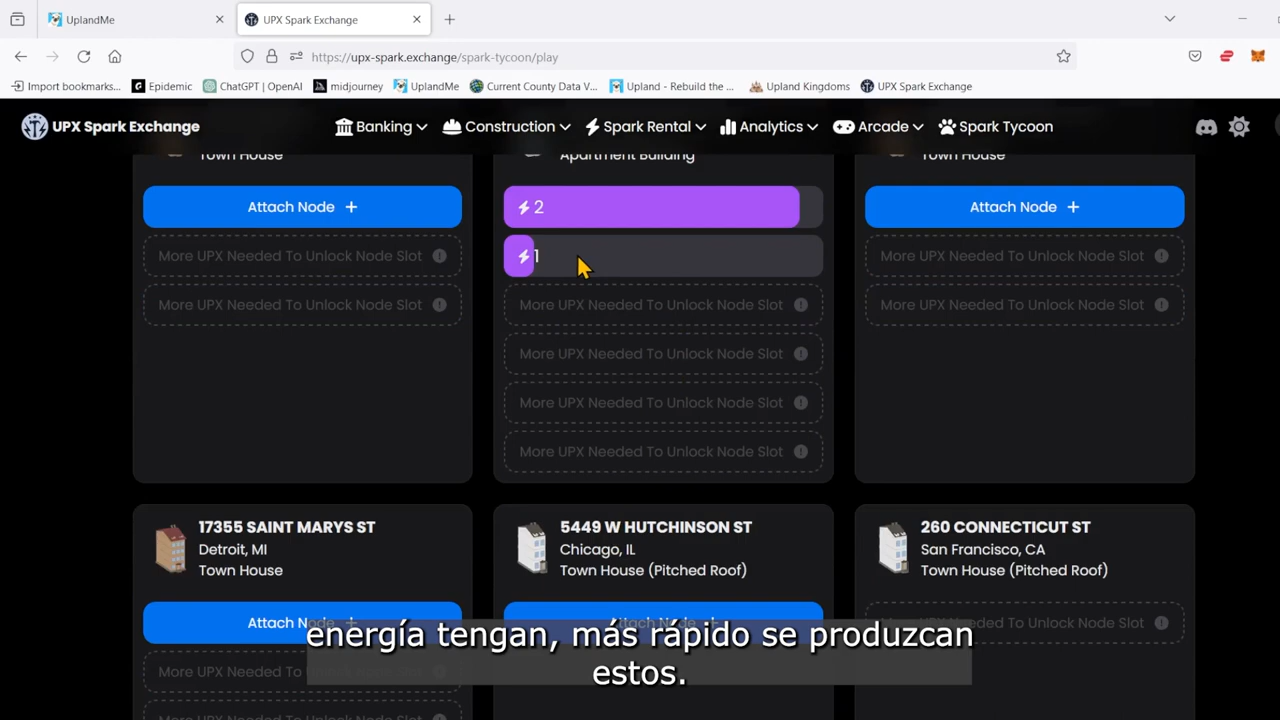 UplandMe
UPX Spark Exchange
https://upx-spark.exchange/spark-tycoon/play
Import bookmarks... Epidemic ChatGPT | OpenAI midjourney UplandMe Current County Data V... Upland - Rebuild the ... Upland Kingdoms UPX Spark Exchange
UPX Spark Exchange Banking Construction Spark Rental Analytics Arcade Spark Tycoon
Town House
Apartment Building
Town House
Attach Node +
2
Attach Node +
More UPX Needed To Unlock Node Slot
1
More UPX Needed To Unlock Node Slot
More UPX Needed To Unlock Node Slot
More UPX Needed To Unlock Node Slot
More UPX Needed To Unlock Node Slot
More UPX Needed To Unlock Node Slot
More UPX Needed To Unlock Node Slot
More UPX Needed To Unlock Node Slot
17355 SAINT MARYS ST
Detroit, MI
Town House
5449 W HUTCHINSON ST
Chicago, IL
Town House (Pitched Roof)
260 CONNECTICUT ST
San Francisco, CA
Town House (Pitched Roof)
Attach Node +
Attach Node +
More UPX Needed To Unlock Node Slot
energía tengan, más rápido se produzcan
estos.